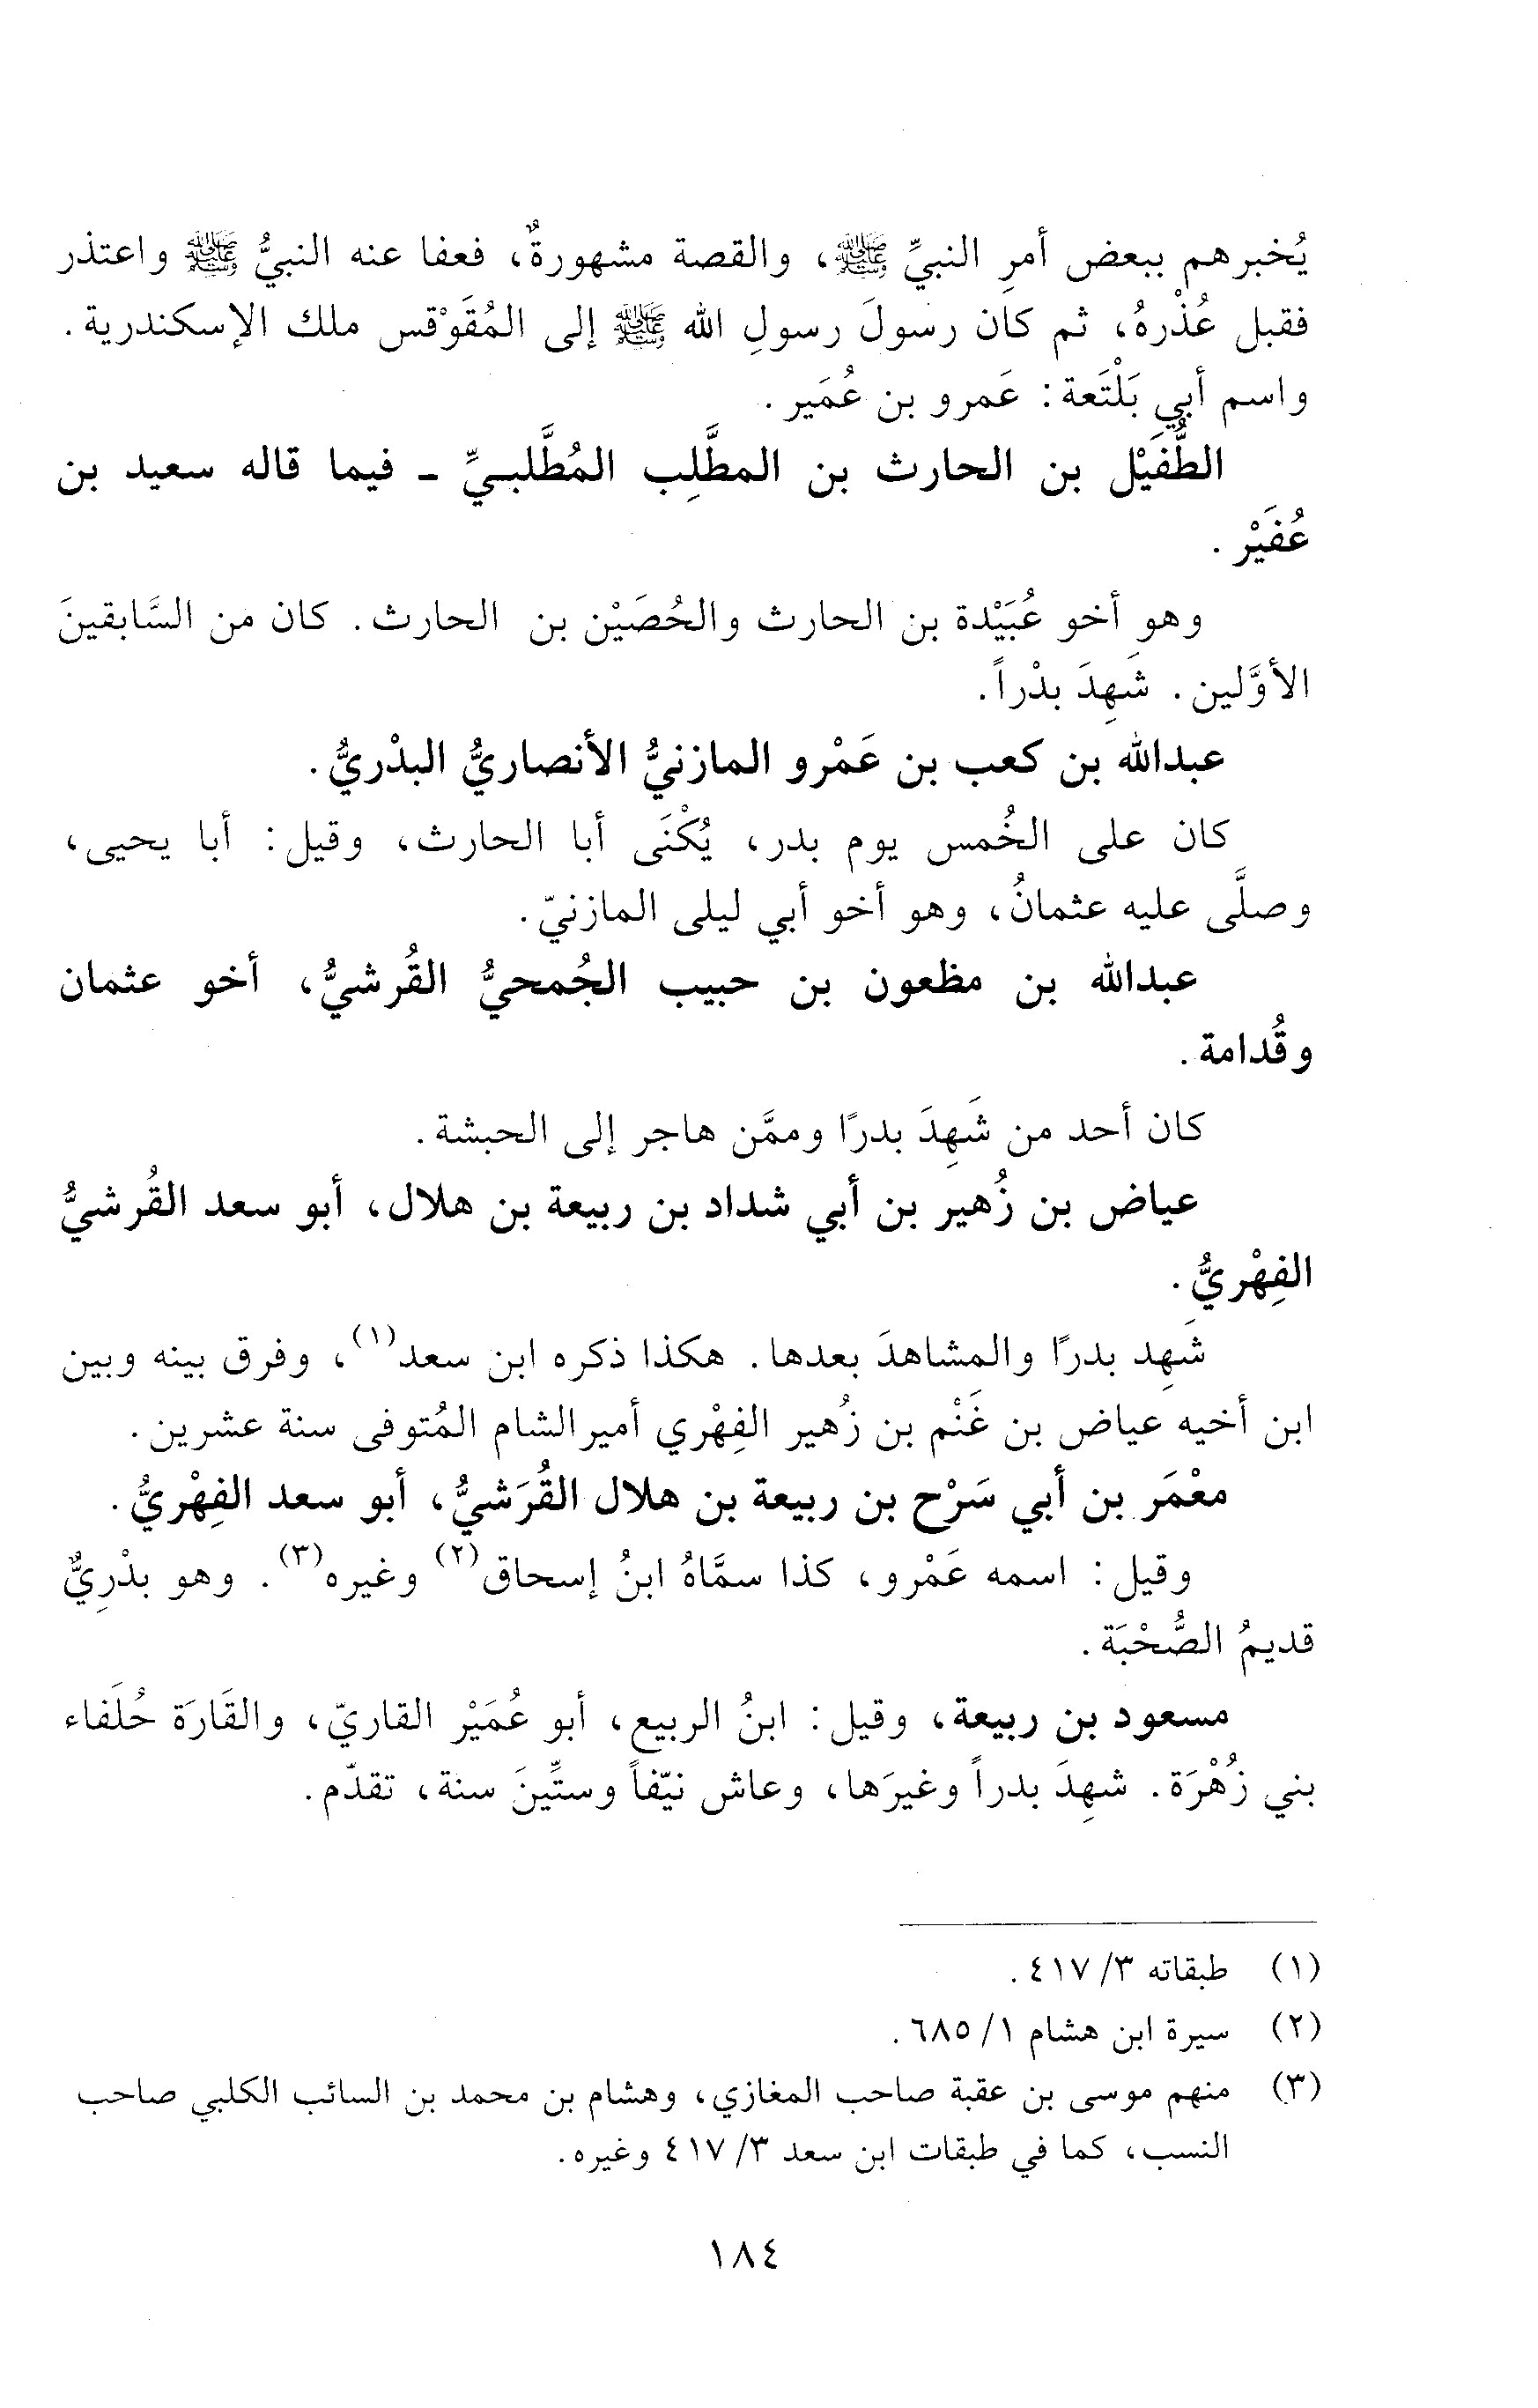 يُخبرهم ببعض أمرِ النبيِّ ﷺ، والقصة مشهورةٌ، فعفا عنه النبيُّ ﷺ واعتذر
فقبل عُذْرهُ، ثم كان رسولَ رسولِ الله ﷺ إلى المُقَوْقس ملك الإسكندرية.
واسم أبي بَلْتَعة: عَمرو بن عُمَير.
الطُّفَيْل بن الحارث بن المطَّلِب المُطَّلبيِّ - فيما قاله سعيد بن
عُفَيْر.
وهو أخو عُبَيْدة بن الحارث والحُصَيْن بن الحارث. كان من السَّابقينَ
الأوَّلين. شَهِدَ بدْراً.
عبدالله بن كعب بن عَمْرو المازنيُّ الأنصاريُّ البدْريُّ.
كان على الخُمس يوم بدر، يُكْنَى أبا الحارث، وقيل: أبا يحيى،
وصلَّى عليه عثمانُ، وهو أخو أبي ليلى المازنيّ.
عبدالله بن مظعون بن حبيب الجُمحيُّ القُرشيُّ، أخو عثمان
وقُدامة.
كان أحد من شَهِدَ بدرًا وممَّن هاجر إلى الحبشة.
عياض بن زُهير بن أبي شداد بن ربيعة بن هلال، أبو سعد القُرشيُّ
الفِهْريُّ.
شَهِد بدرًا والمشاهدَ بعدها. هكذا ذكره ابن سعد(١)، وفرق بينه وبين
ابن أخيه عياض بن غَنْم بن زُهير الفِهْري أميرالشام المُتوفى سنة عشرين.
معْمَر بن أبي سَرْح بن ربيعة بن هلال القُرَشيُّ، أبو سعد الفِهْريُّ.
وقيل: اسمه عَمْرو، كذا سمَّاهُ ابنُ إسحاق(٢) وغيره(٣). وهو بدْرِيٌّ
قديمُ الصُّحْبَة.
مسعود بن ربيعة، وقيل: ابنُ الربيع، أبو عُمَيْر القاريّ، والقَارَة حُلَفاء
بني زُهْرَة. شهِدَ بدراً وغيرَها، وعاش نيّفاً وستِّينَ سنة، تقدّم.
(١) طبقاته ٣/ ٤١٧.
(٢) سيرة ابن هشام ١/ ٦٨٥.
(٣) منهم موسى بن عقبة صاحب المغازي، وهشام بن محمد بن السائب الكلبي صاحب
النسب، كما في طبقات ابن سعد ٣/ ٤١٧ وغيره.
١٨٤